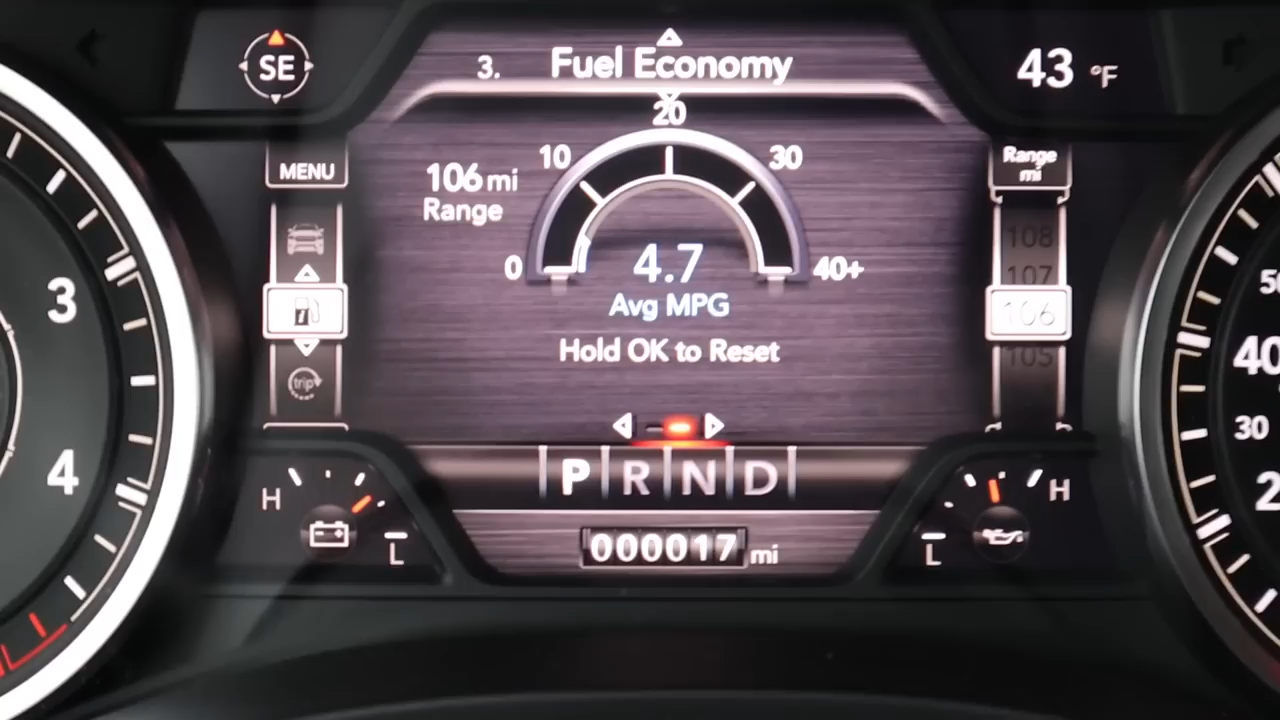 SE
3. Fuel Economy
43 °F
MENU
106 mi
Range
0
10
20
30
40+
4.7
Avg MPG
Hold OK to Reset
Range
mi
108
107
106
105
trip
3
4
H
L
P R N D
000017 mi
L
H
40
30